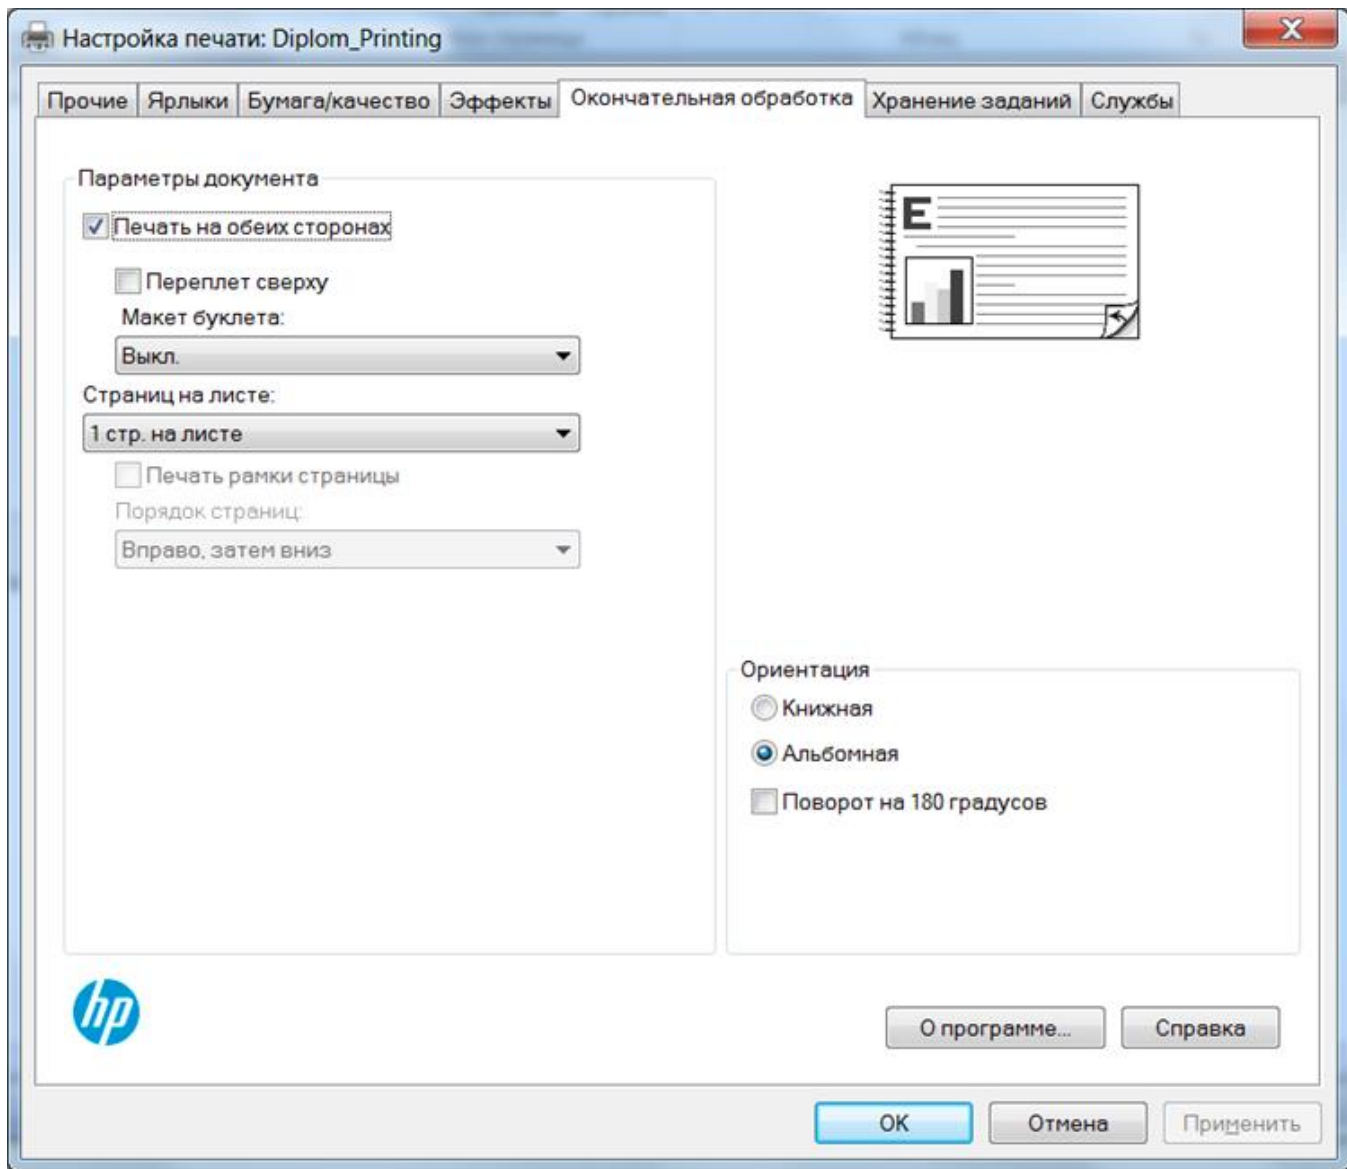 Настройка печати: Diplom_Printing
Прочие
Ярлыки
Бумага/качество
Эффекты
Окончательная обработка
Хранение заданий
Службы
Параметры документа
Печать на обеих сторонах
Переплет сверху
Макет буклета:
Выкл.
Страниц на листе:
1 стр. на листе
Печать рамки страницы
Порядок страниц:
Вправо, затем вниз
E
Ориентация
Книжная
Альбомная
Поворот на 180 градусов
hp
О программе...
Справка
ОК
Отмена
Применить